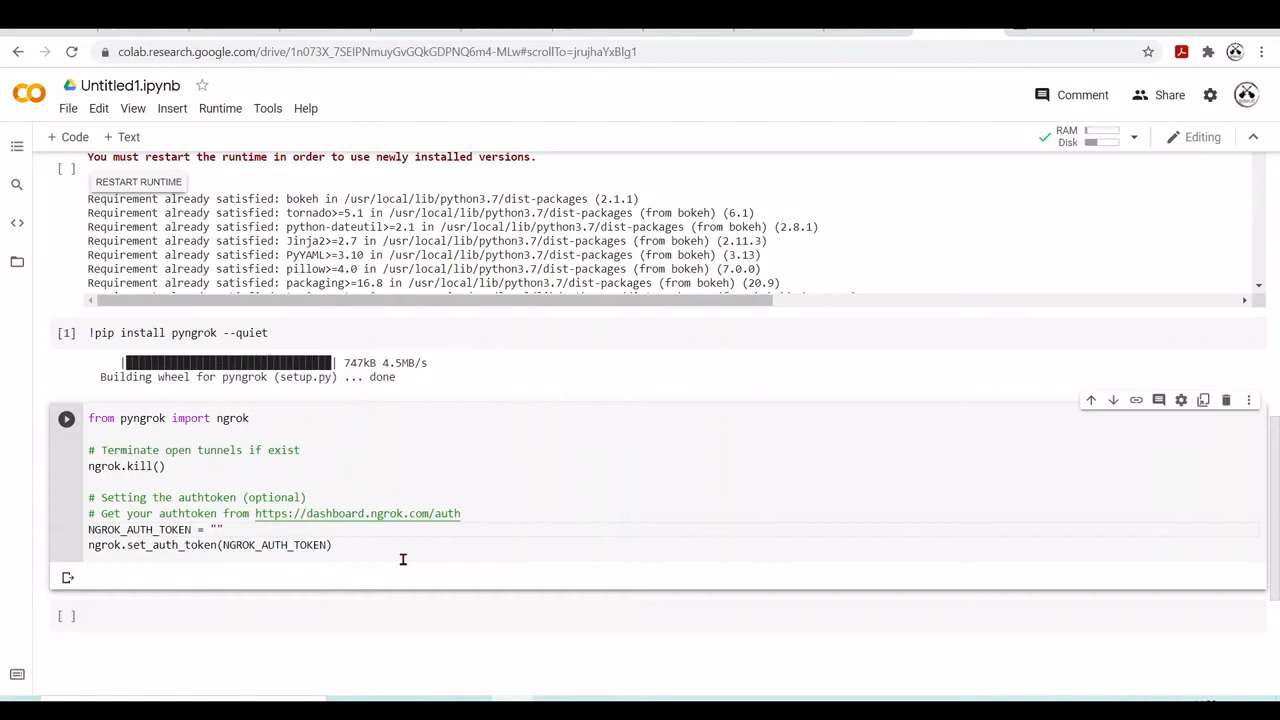 colab.research.google.com/drive/1n073X_7SEIPNmuyGvGQkGDPNQ6m4-MLw#scrollTo=jrujhaYxBlg1
Untitled1.ipynb
File Edit View Insert Runtime Tools Help
Comment Share
+ Code + Text
RAM
Disk
Editing
You must restart the runtime in order to use newly installed versions.
[ ]
RESTART RUNTIME
Requirement already satisfied: bokeh in /usr/local/lib/python3.7/dist-packages (2.1.1)
Requirement already satisfied: tornado>=5.1 in /usr/local/lib/python3.7/dist-packages (from bokeh) (6.1)
Requirement already satisfied: python-dateutil>=2.1 in /usr/local/lib/python3.7/dist-packages (from bokeh) (2.8.1)
Requirement already satisfied: Jinja2>=2.7 in /usr/local/lib/python3.7/dist-packages (from bokeh) (2.11.3)
Requirement already satisfied: PyYAML>=3.10 in /usr/local/lib/python3.7/dist-packages (from bokeh) (3.13)
Requirement already satisfied: pillow>=4.0 in /usr/local/lib/python3.7/dist-packages (from bokeh) (7.0.0)
Requirement already satisfied: packaging>=16.8 in /usr/local/lib/python3.7/dist-packages (from bokeh) (20.9)
[1] !pip install pyngrok --quiet
| | 747kB 4.5MB/s
Building wheel for pyngrok (setup.py) ... done
from pyngrok import ngrok
# Terminate open tunnels if exist
ngrok.kill()
# Setting the authtoken (optional)
# Get your authtoken from https://dashboard.ngrok.com/auth
NGROK_AUTH_TOKEN = ""
ngrok.set_auth_token(NGROK_AUTH_TOKEN)
[ ]